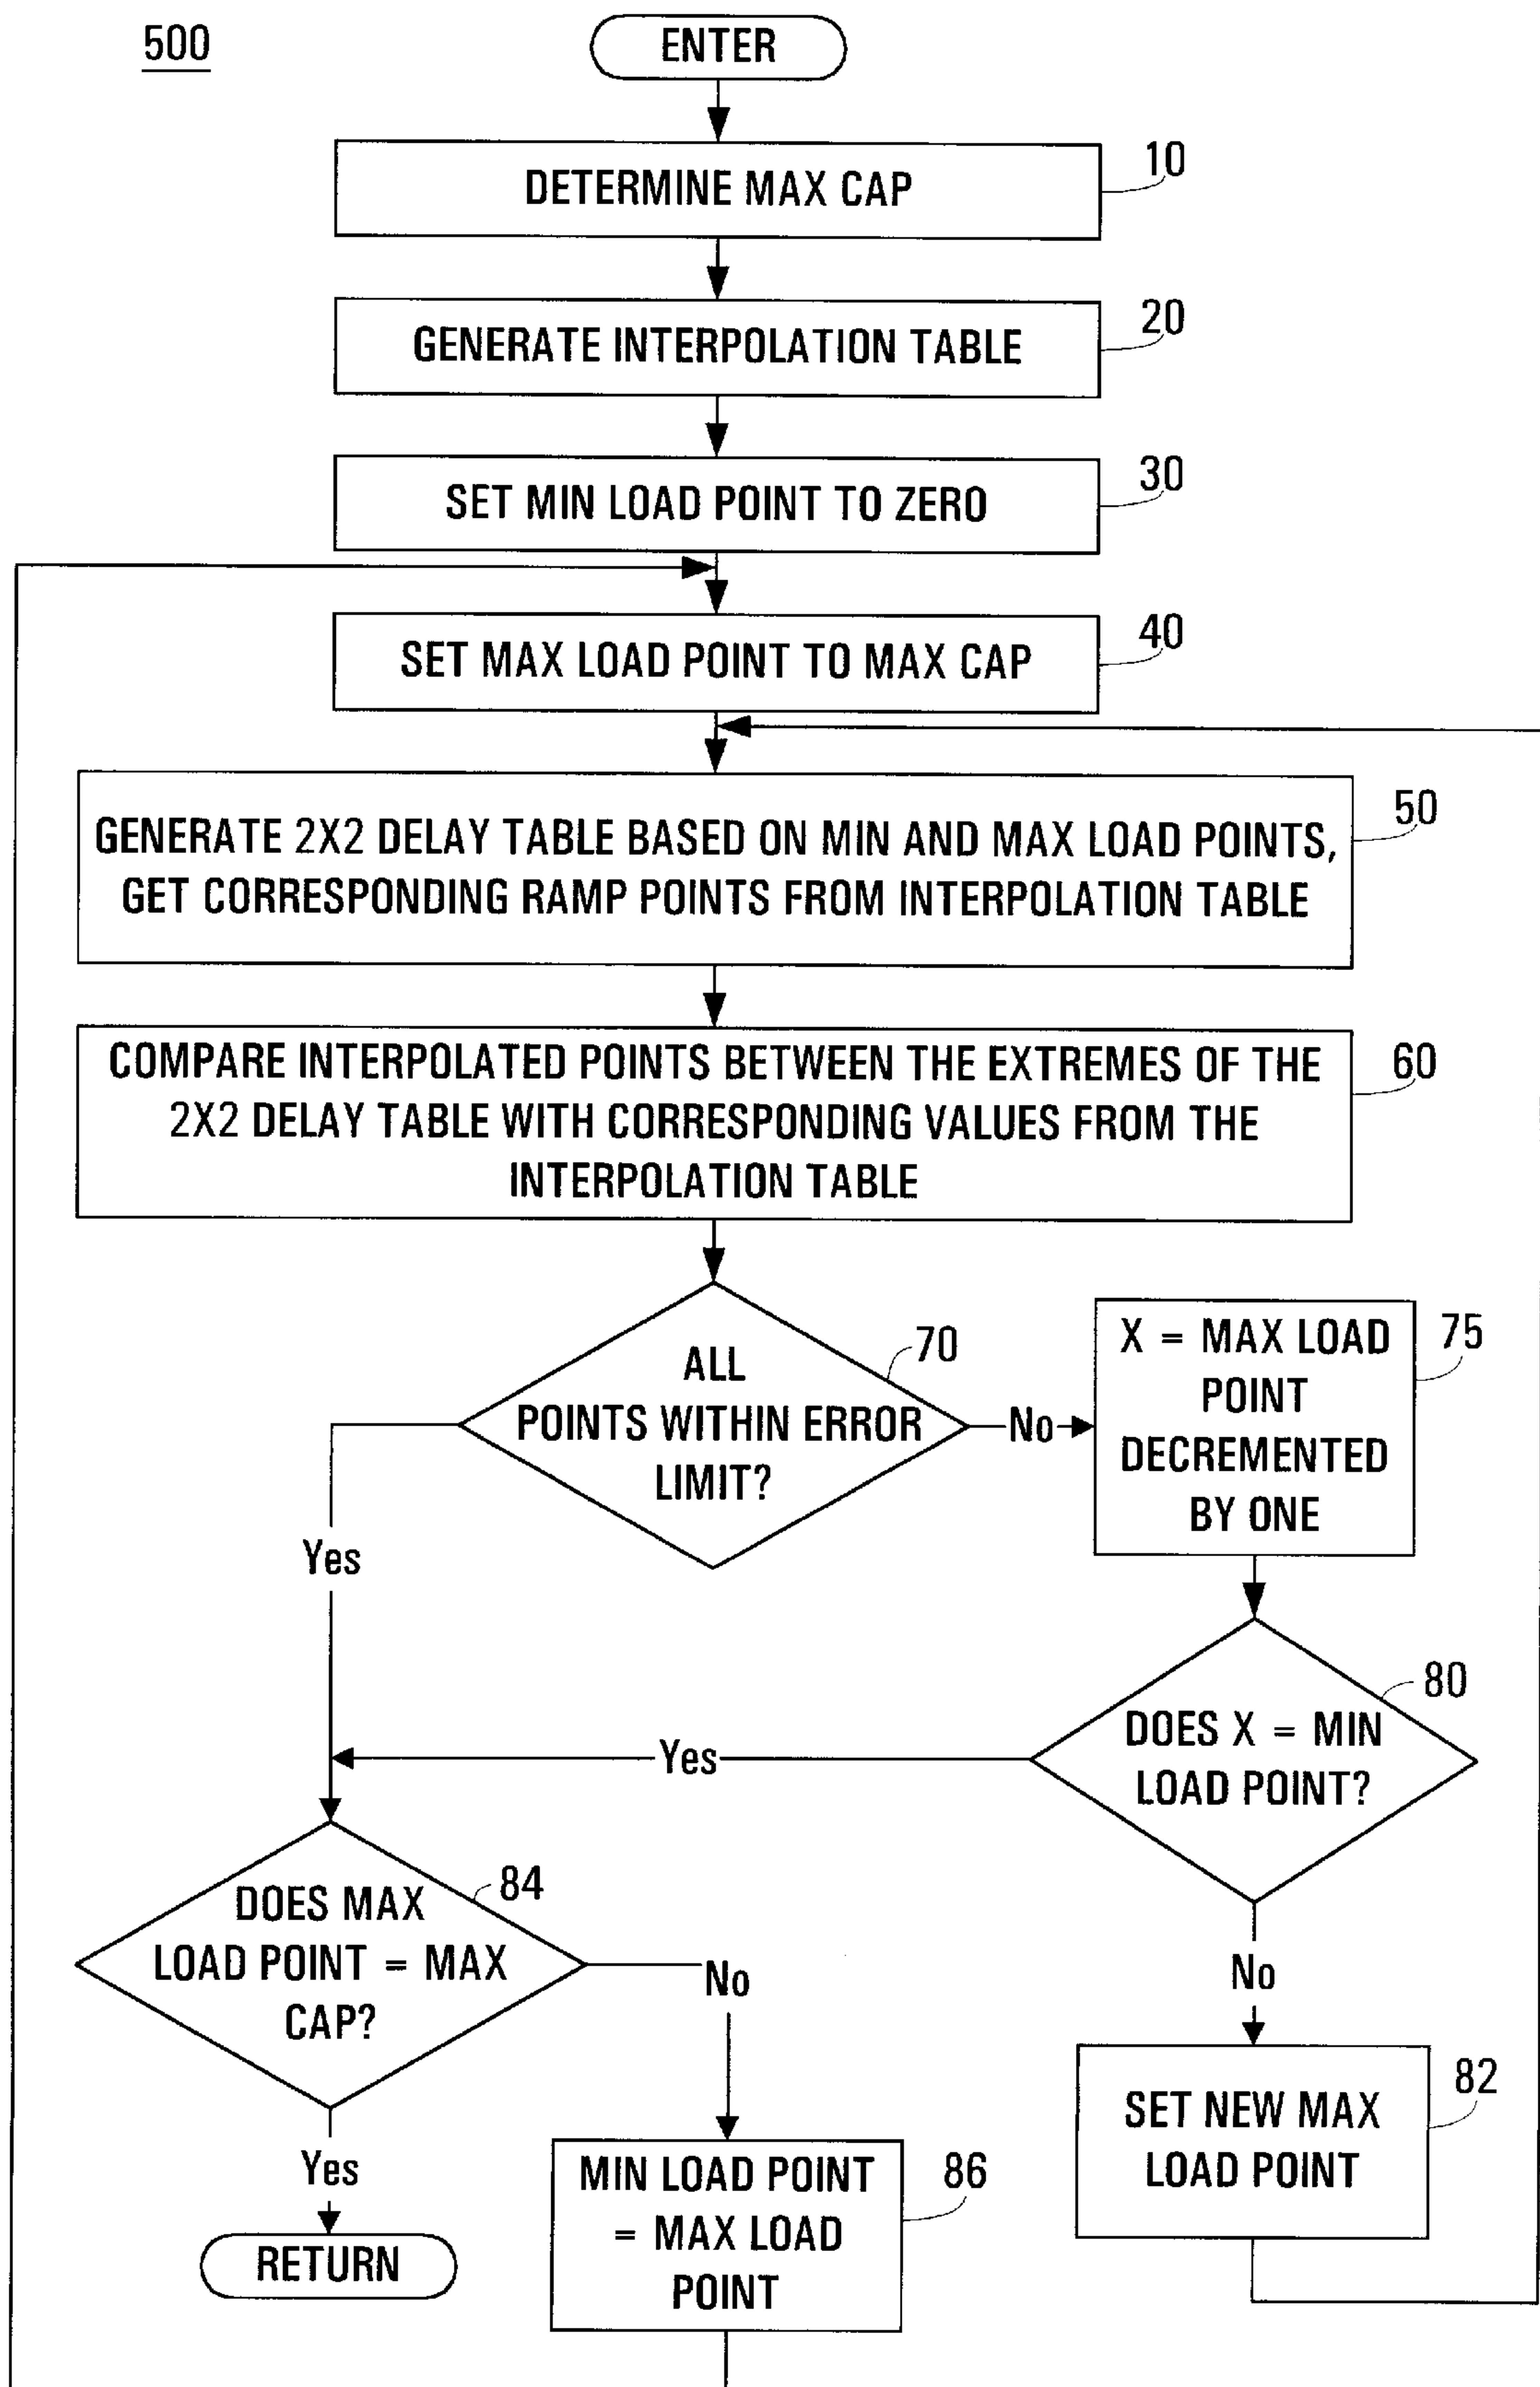 500
ENTER
10
DETERMINE MAX CAP
20
GENERATE INTERPOLATION TABLE
30
SET MIN LOAD POINT TO ZERO
40
SET MAX LOAD POINT TO MAX CAP
50
GENERATE 2X2 DELAY TABLE BASED ON MIN AND MAX LOAD POINTS,
GET CORRESPONDING RAMP POINTS FROM INTERPOLATION TABLE
60
COMPARE INTERPOLATED POINTS BETWEEN THE EXTREMES OF THE
2X2 DELAY TABLE WITH CORRESPONDING VALUES FROM THE
INTERPOLATION TABLE
70
ALL
POINTS WITHIN ERROR
LIMIT?
No
75
X = MAX LOAD
POINT
DECREMENTED
BY ONE
Yes
80
DOES X = MIN
LOAD POINT?
Yes
84
DOES MAX
LOAD POINT = MAX
CAP?
No
No
82
SET NEW MAX
LOAD POINT
Yes
RETURN
86
MIN LOAD POINT
= MAX LOAD
POINT